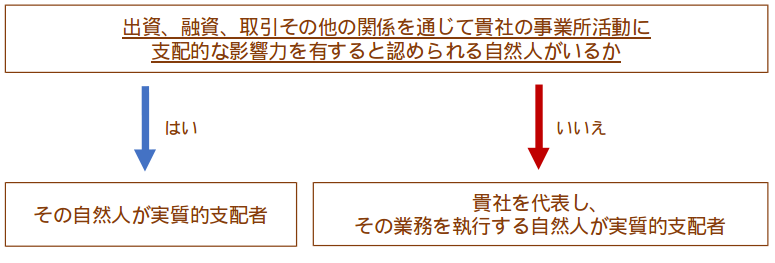 出資、融資、取引その他の関係を通じて貴社の事業所活動に
支配的な影響力を有すると認められる自然人がいるか
はい
いいえ
その自然人が実質的支配者
貴社を代表し、
その業務を執行する自然人が実質的支配者